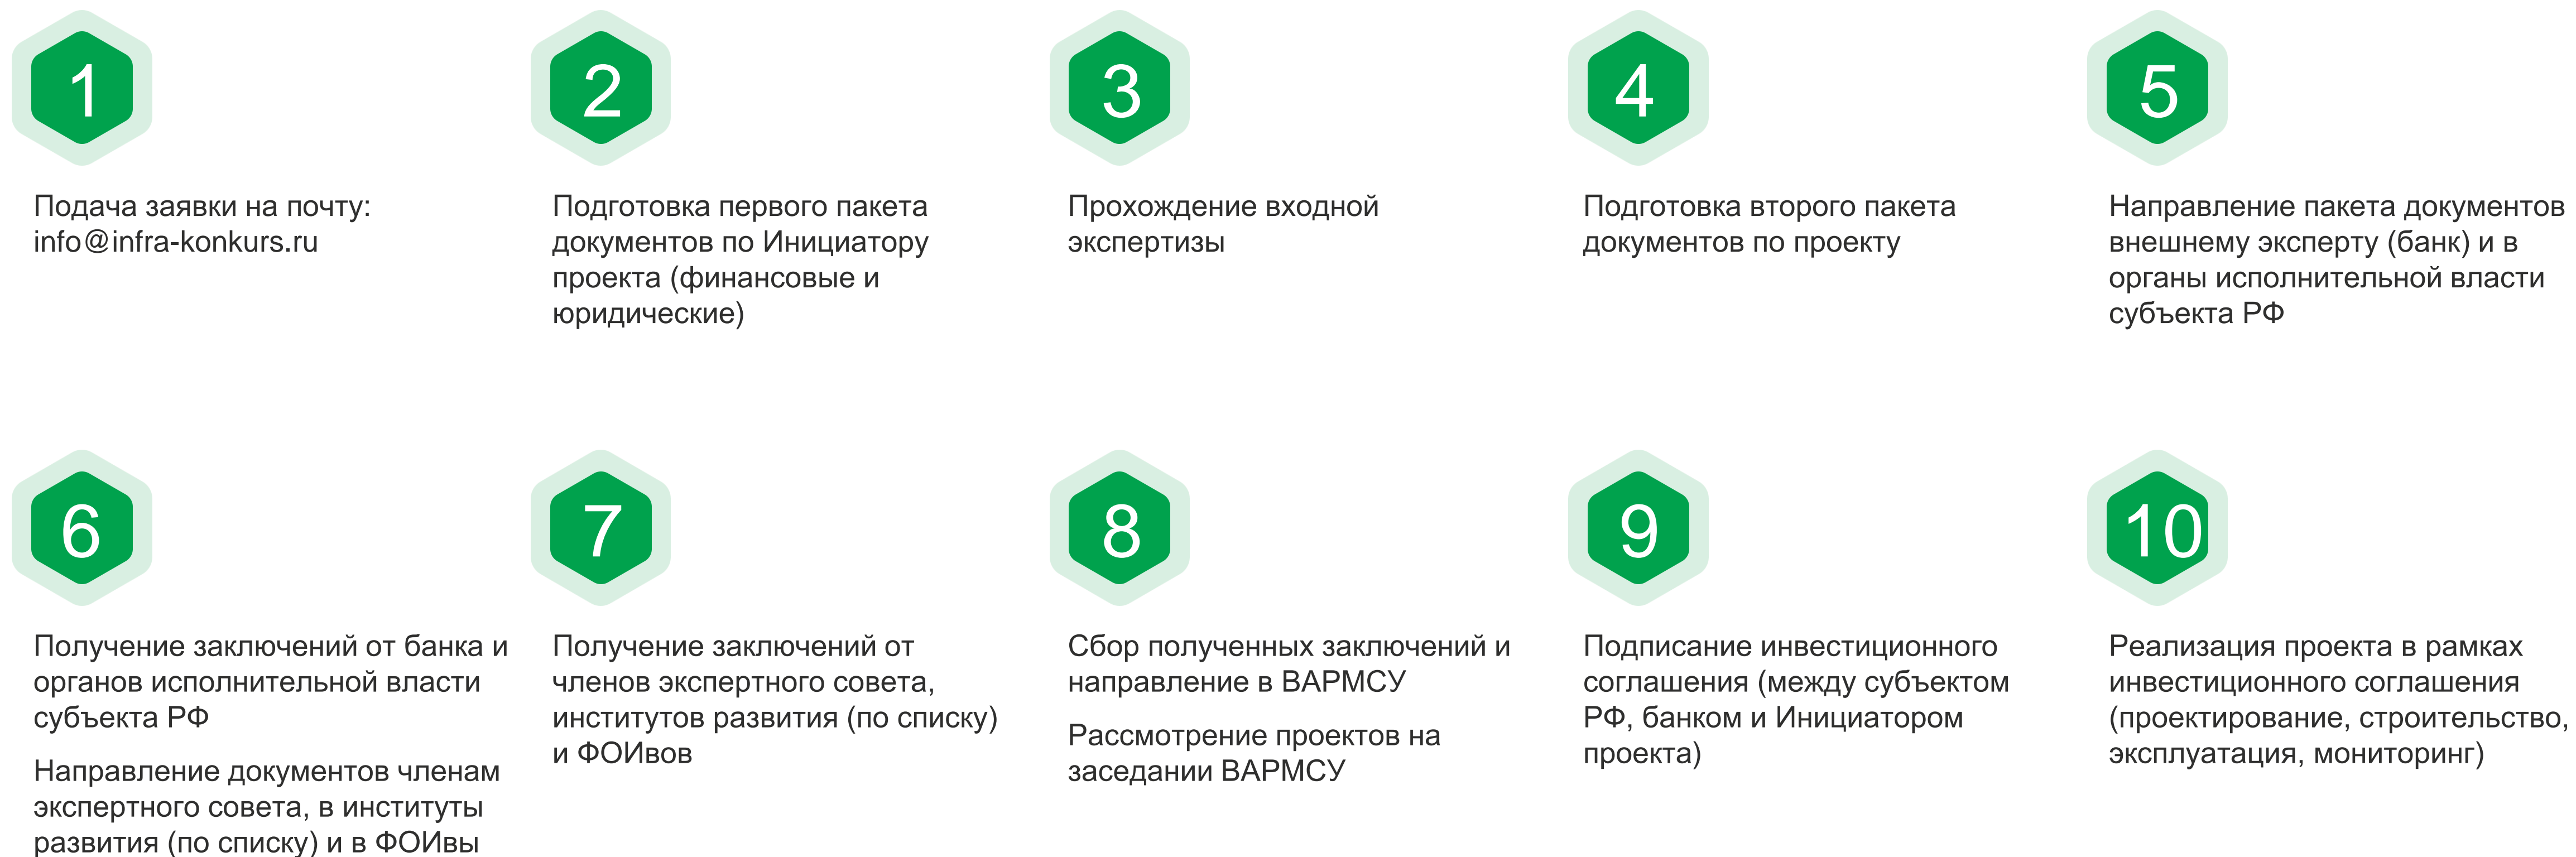 1
Подача заявки на почту:
info@infra-konkurs.ru
2
Подготовка первого пакета
документов по Инициатору
проекта (финансовые и
юридические)
3
Прохождение входной
экспертизы
4
Подготовка второго пакета
документов по проекту
5
Направление пакета документов
внешнему эксперту (банк) и в
органы исполнительной власти
субъекта РФ
6
Получение заключений от банка и
органов исполнительной власти
субъекта РФ
Направление документов членам
экспертного совета, в институты
развития (по списку) и в ФОИвы
7
Получение заключений от
членов экспертного совета,
институтов развития (по списку)
и ФОИвов
8
Сбор полученных заключений и
направление в ВАРМСУ
Рассмотрение проектов на
заседании ВАРМСУ
9
Подписание инвестиционного
соглашения (между субъектом
РФ, банком и Инициатором
проекта)
10
Реализация проекта в рамках
инвестиционного соглашения
(проектирование, строительство,
эксплуатация, мониторинг)